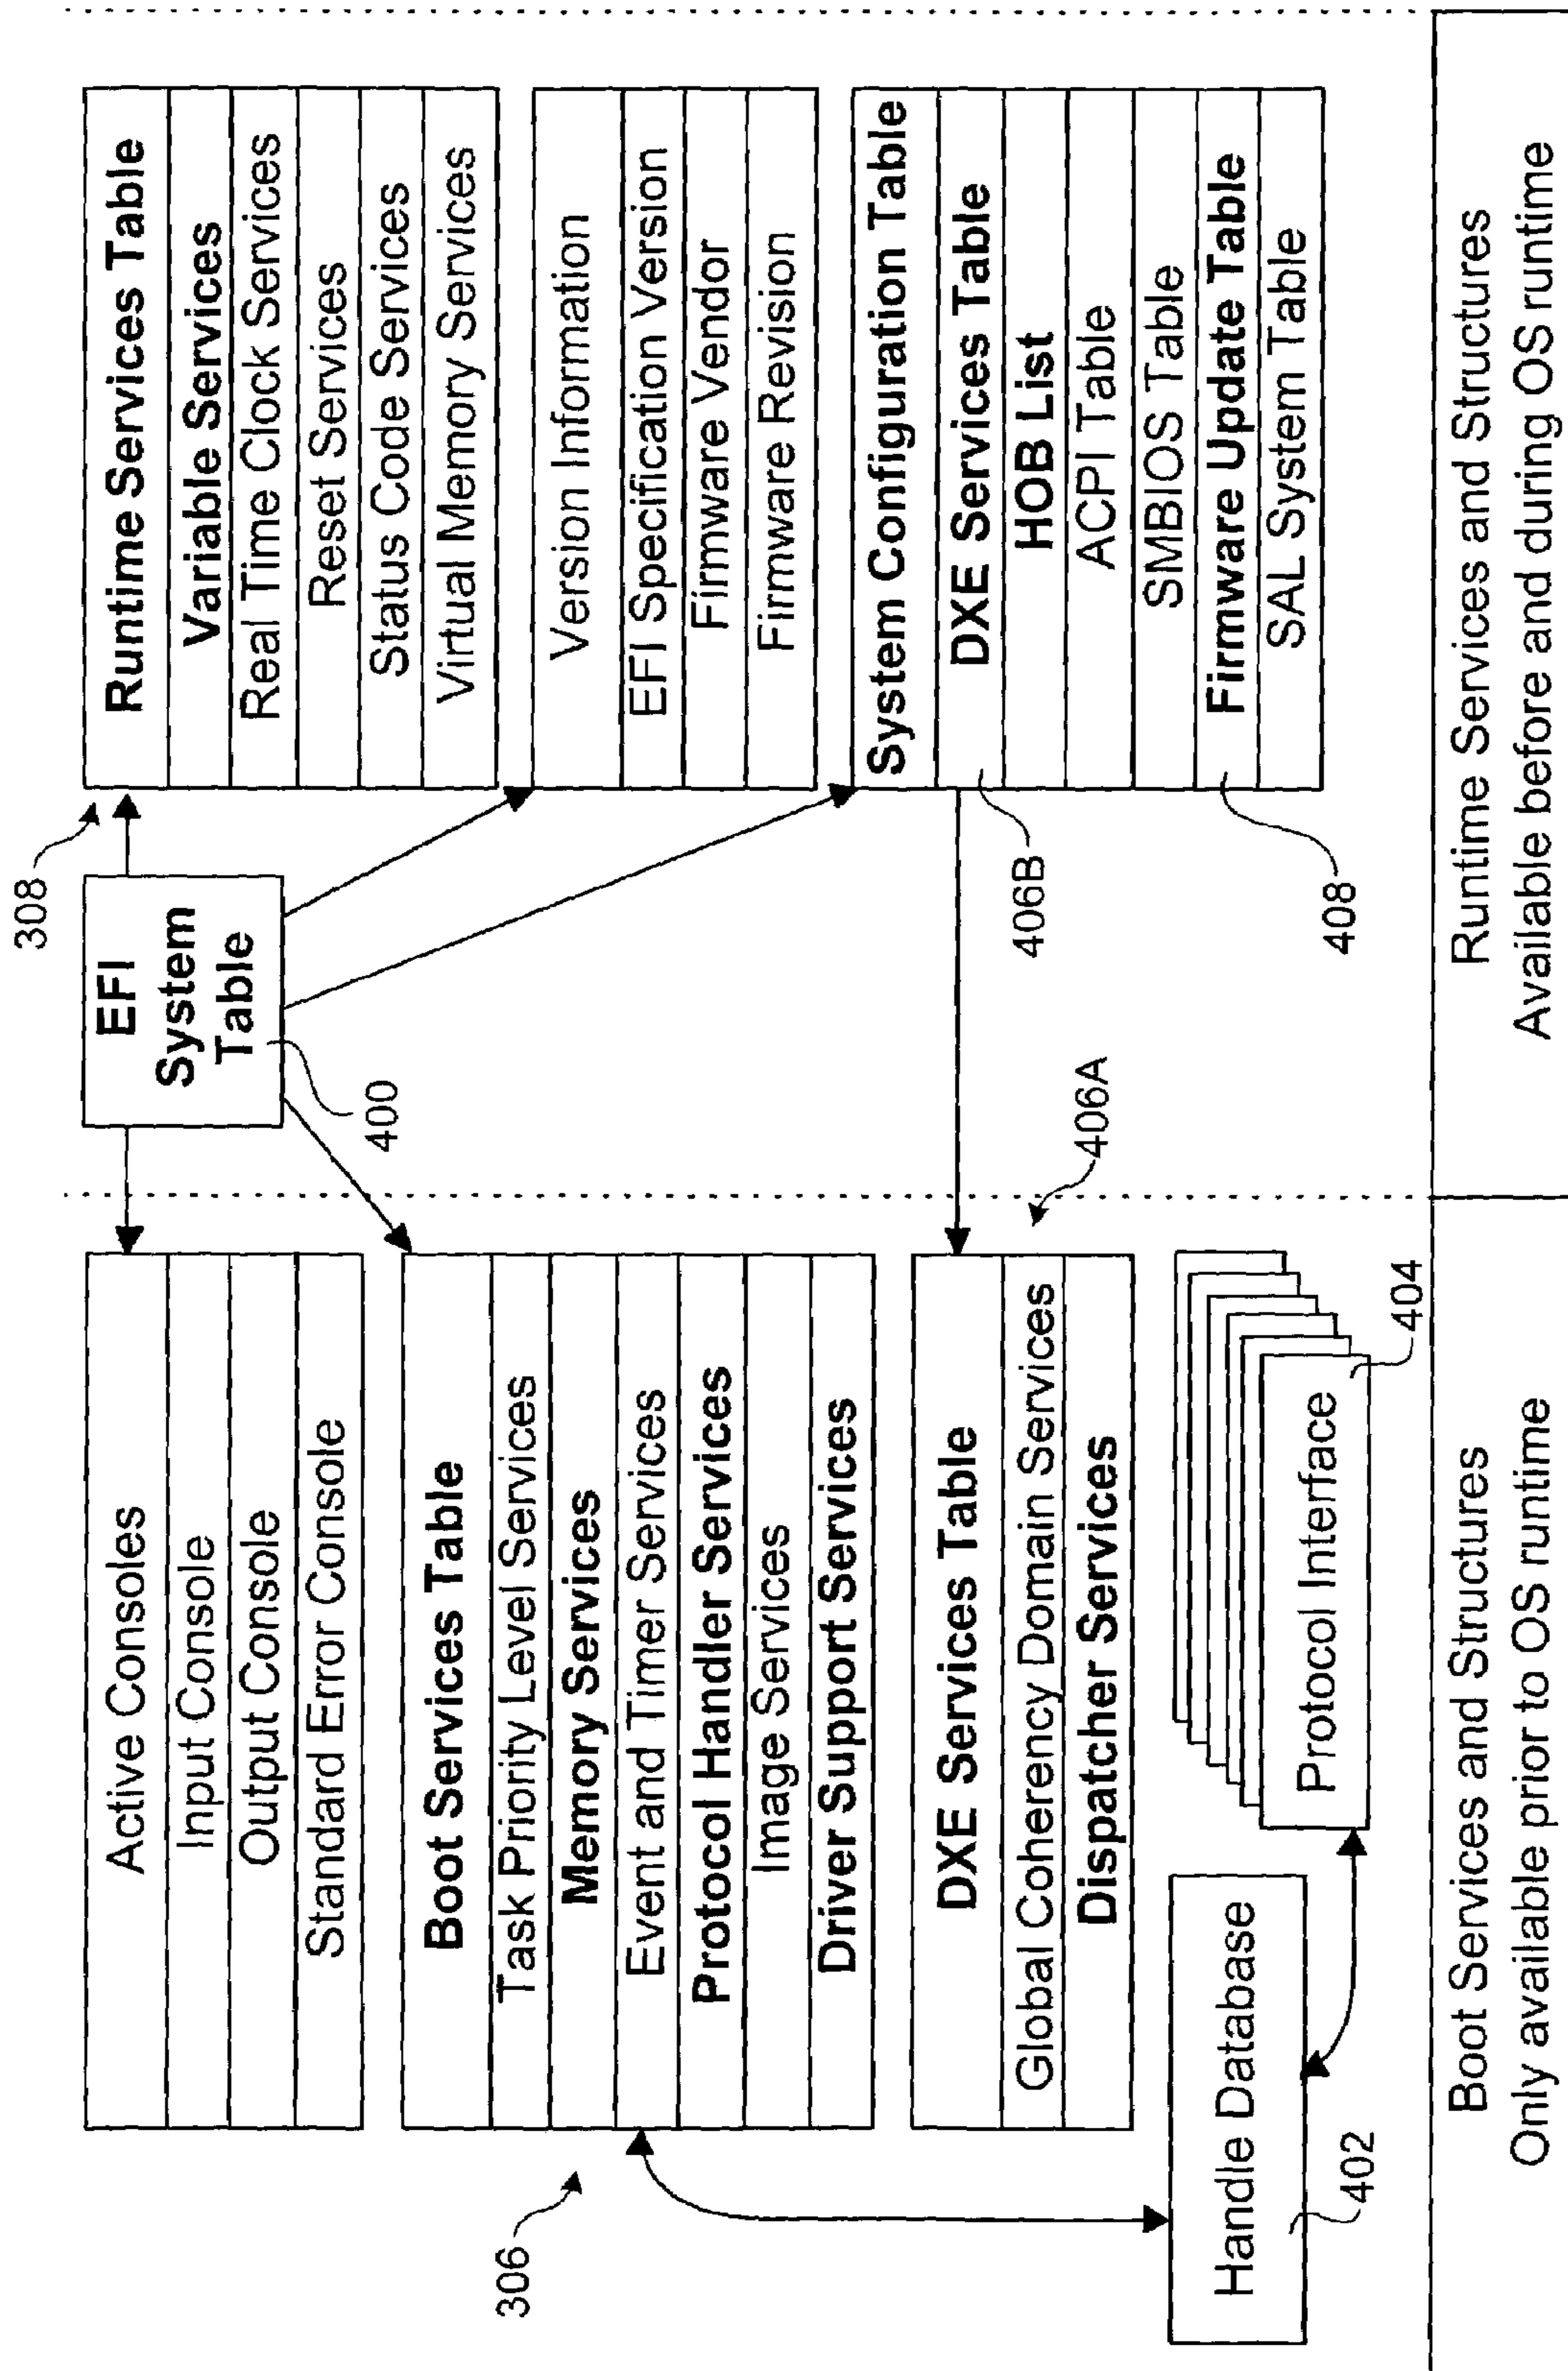 Active Consoles
Input Console
Output Console
Standard Error Console
EFI
System
Table
400
308
Runtime Services Table
Variable Services
Real Time Clock Services
Reset Services
Status Code Services
Virtual Memory Services
306
Boot Services Table
Task Priority Level Services
Memory Services
Event and Timer Services
Protocol Handler Services
Image Services
Driver Support Services
Version Information
EFI Specification Version
Firmware Vendor
Firmware Revision
DXE Services Table
Global Coherency Domain Services
Dispatcher Services
406A
System Configuration Table
DXE Services Table
HOB List
ACPI Table
SMBIOS Table
Firmware Update Table
SAL System Table
406B
408
Handle Database
402
Protocol Interface
404
Boot Services and Structures
Only available prior to OS runtime
Runtime Services and Structures
Available before and during OS runtime